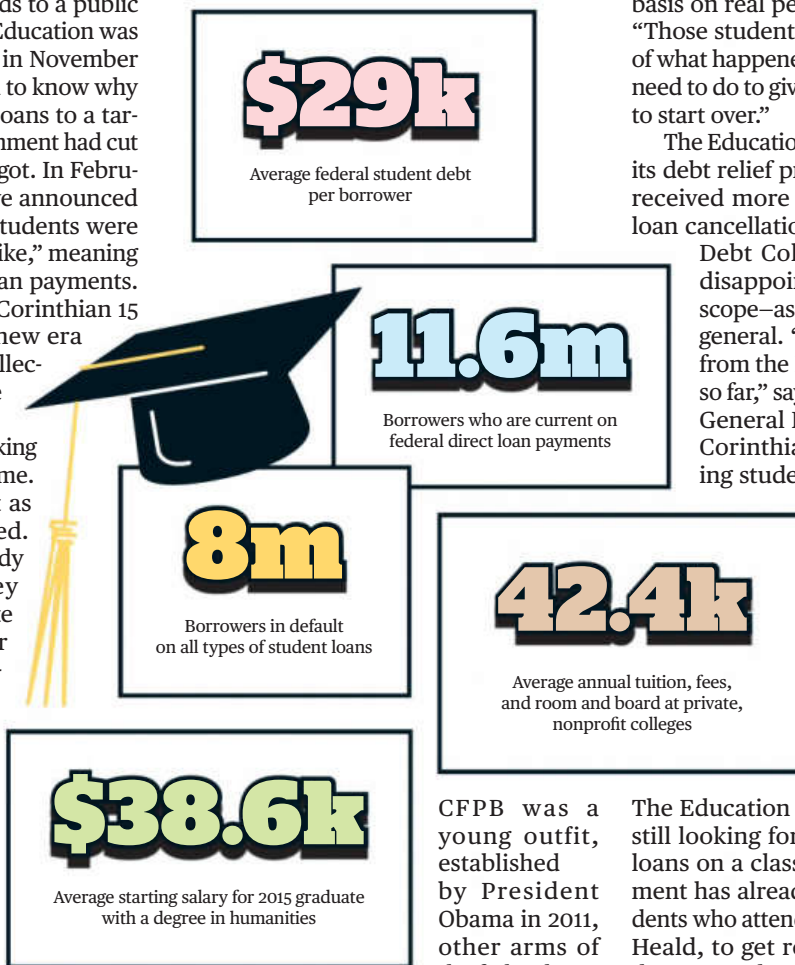 ds to a public
Education was
in November
to know why
oans to a tar-
nment had cut
got. In Febru-
e announced
tudents were
ike,” meaning
an payments.
Corinthian 15
new era
llec-
king
me.
as
ed.
dy
ey
$29k
Average federal student debt
per borrower
11.6m
Borrowers who are current on
federal direct loan payments
8m
Borrowers in default
on all types of student loans
42.4k
Average annual tuition, fees,
and room and board at private,
nonprofit colleges
$38.6k
Average starting salary for 2015 graduate
with a degree in humanities
CFPB was a
young outfit,
established
by President
Obama in 2011,
other arms of
basis on real pe
“Those student
of what happene
need to do to giv
to start over.”
The Educatio
its debt relief pr
received more
loan cancellatio
Debt Col
disappoi
scope—as
general. “
from the
so far,” say
General
Corinthia
ing stude
The Education
still looking for
loans on a class
ment has alread
dents who atten
Heald, to get re